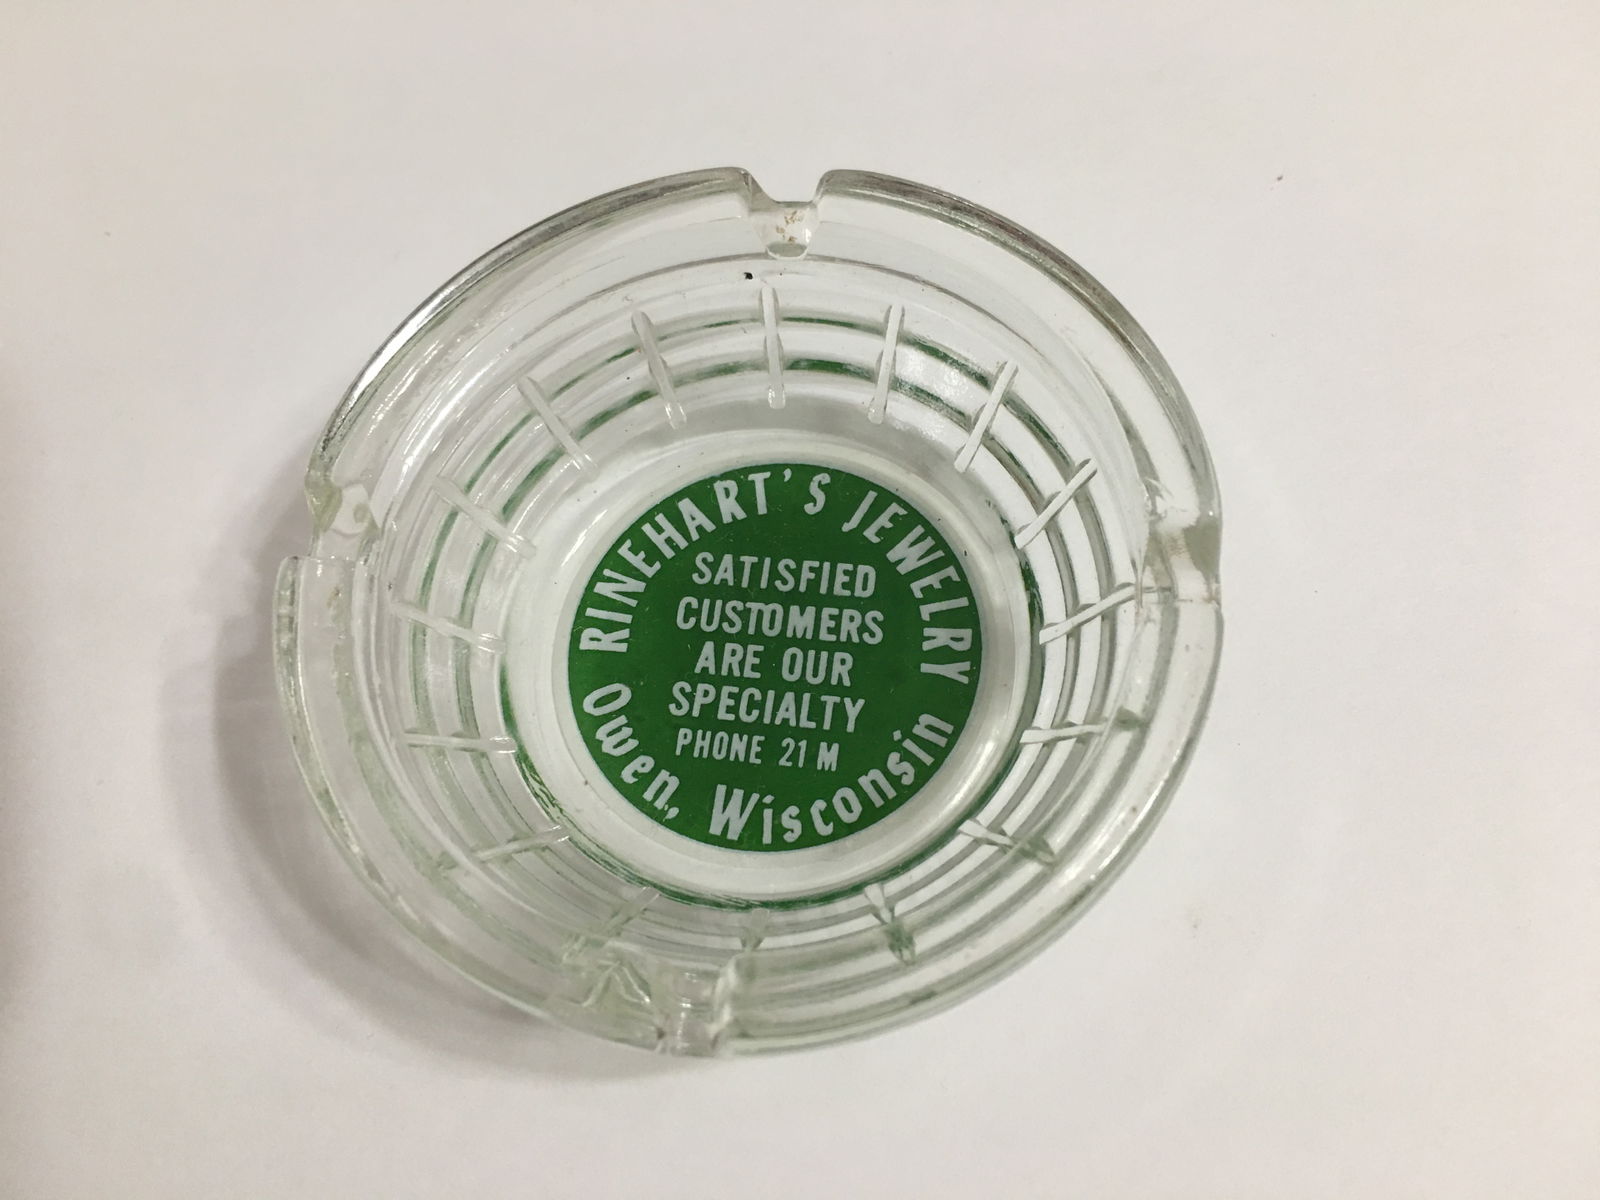 RINEHART'S JEWELRY
SATISFIED
CUSTOMERS
ARE OUR
SPECIALTY
PHONE 21 M
Owen, Wisconsin